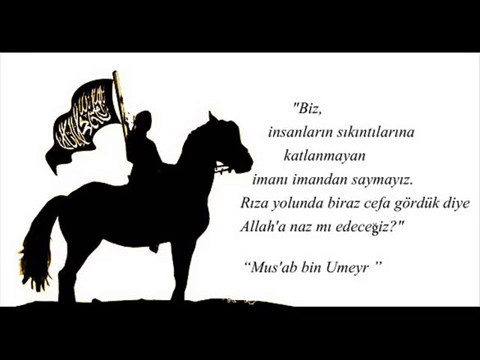 "Biz,
insanların sıkıntılarına
katlanmayan
imanı imandan saymayız.
Rıza yolunda biraz cefa gördük diye
Allah'a naz mı edeceğiz?"
“Mus'ab bin Umeyr ”